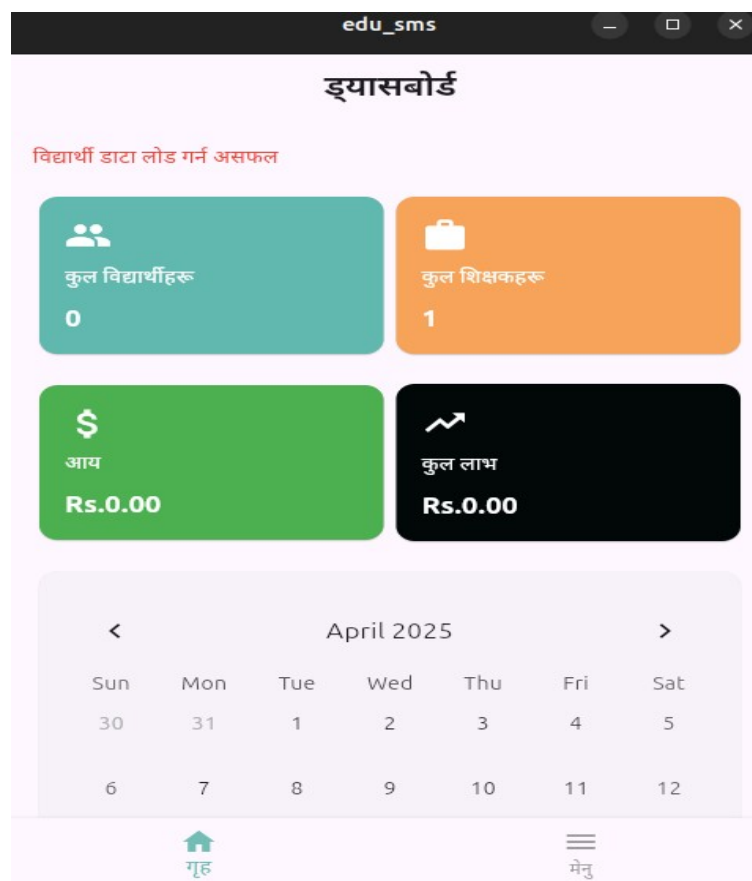 edu_sms
ड्यासबोर्ड
विद्यार्थी डाटा लोड गर्न असफल
कुल विद्यार्थीहरू
0
कुल शिक्षकहरू
1
आय
Rs.0.00
कुल लाभ
Rs.0.00
April 2025
Sun Mon Tue Wed Thu Fri Sat
30 31 1 2 3 4 5
6 7 8 9 10 11 12
गृह मेनु